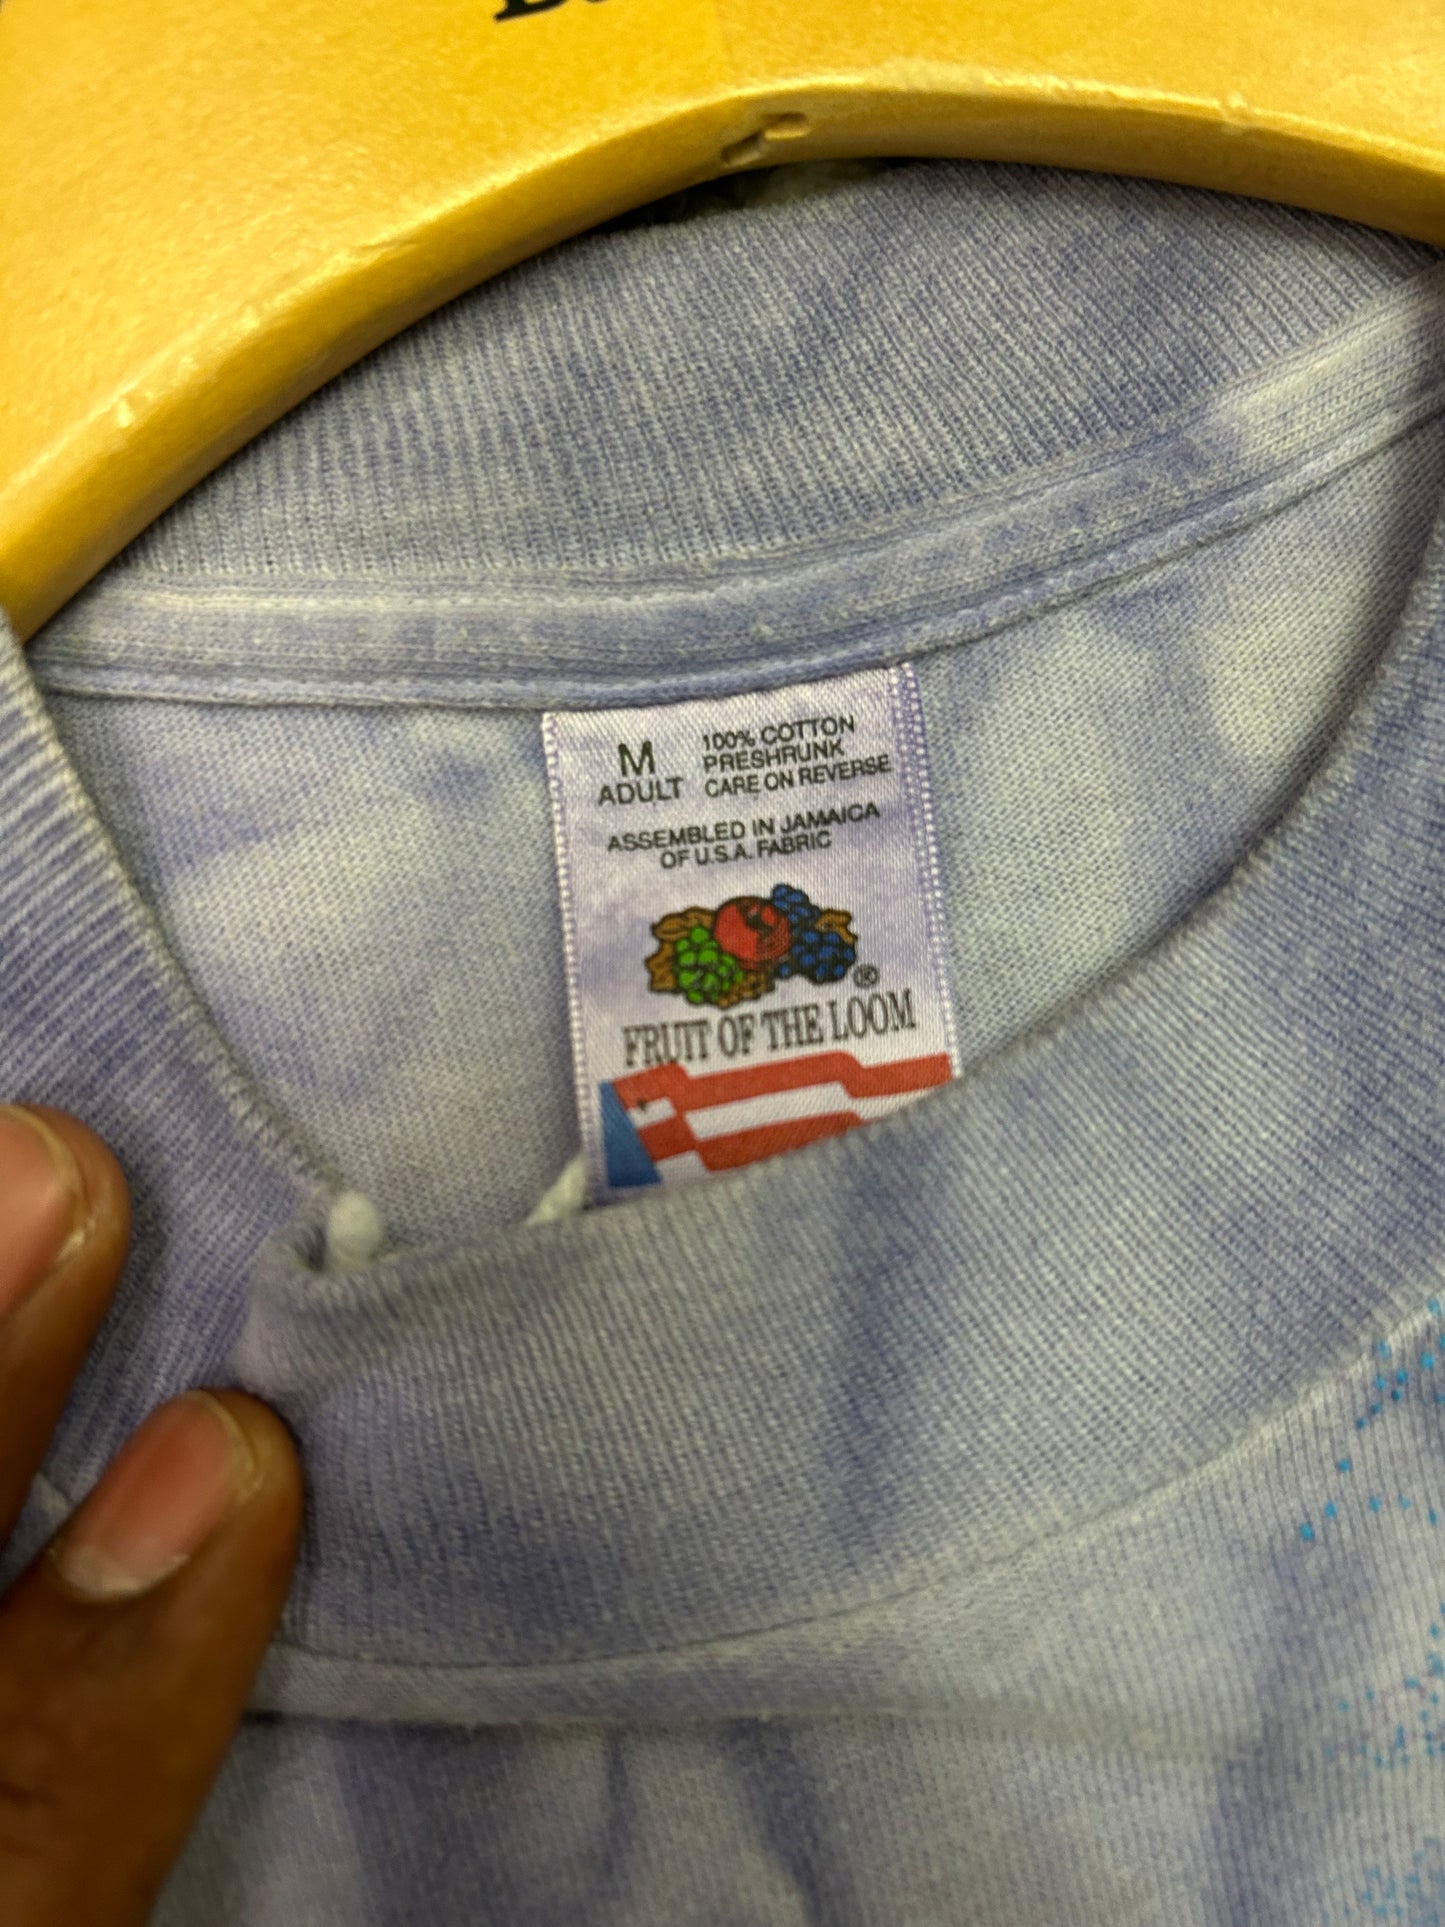 M
ADULT
100% COTTON
PRESHRUNK
CARE ON REVERSE
ASSEMBLED IN JAMAICA
OF U.S.A. FABRIC
®
FRUIT OF THE LOOM